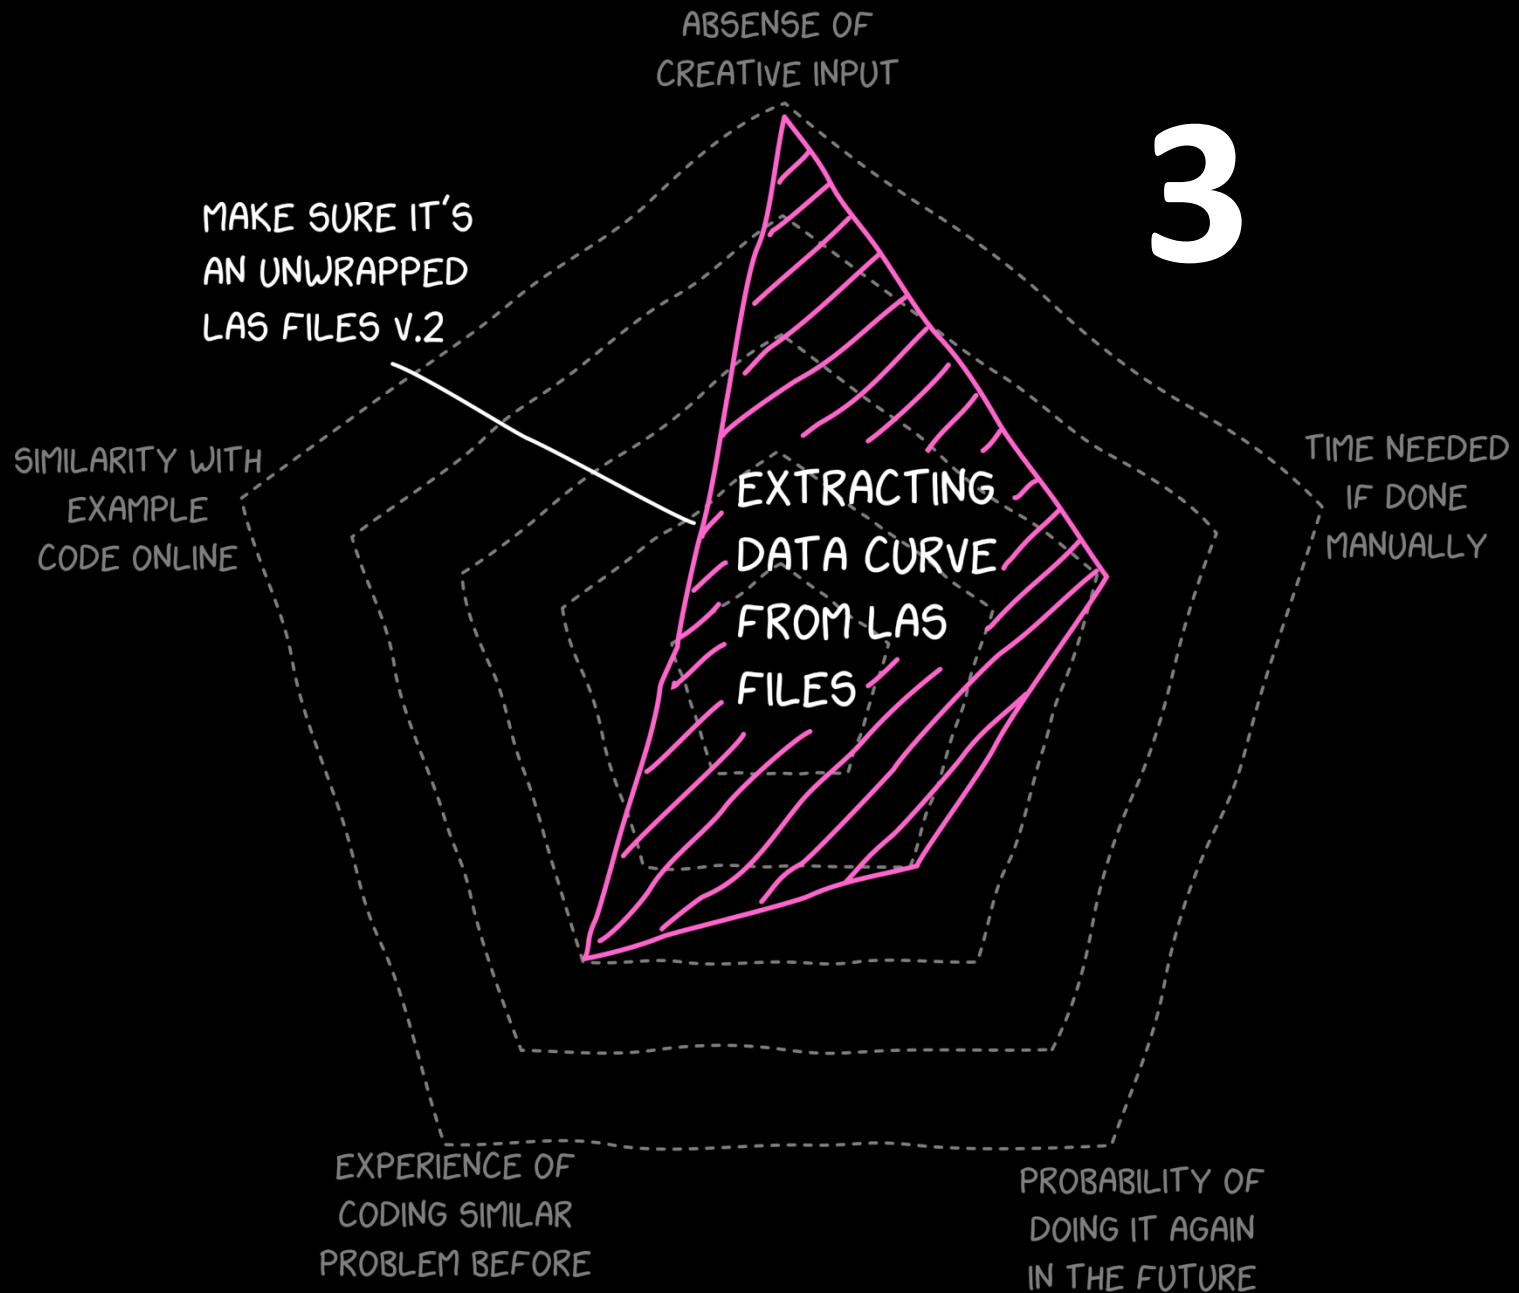 ABSENSE OF
CREATIVE INPUT
3
MAKE SURE IT'S
AN UNWRAPPED
LAS FILES V.2
SIMILARITY WITH
EXAMPLE
CODE ONLINE
TIME NEEDED
IF DONE
MANUALLY
EXTRACTING
DATA CURVE
FROM LAS
FILES
EXPERIENCE OF
CODING SIMILAR
PROBLEM BEFORE
PROBABILITY OF
DOING IT AGAIN
IN THE FUTURE